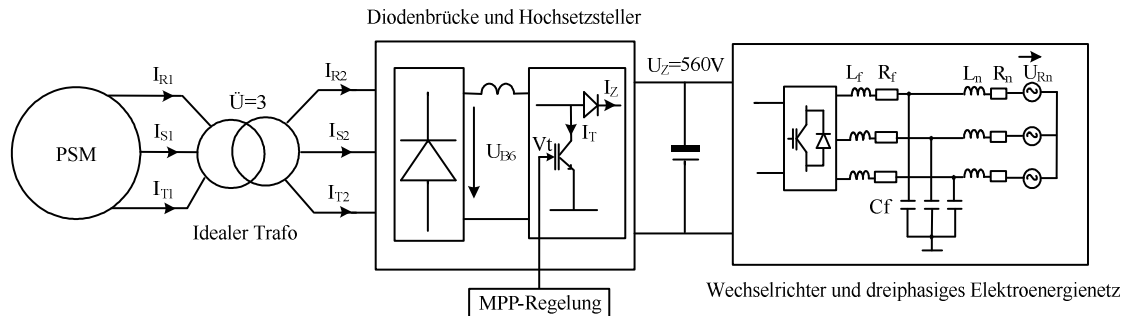 Diodenbrücke und Hochsetzsteller
PSM
I_R1
I_S1
I_T1
Ü=3
Idealer Trafo
I_R2
I_S2
I_T2
U_B6
Vt
I_T
I_Z
MPP-Regelung
U_Z=560V
L_f
R_f
L_n
R_n
U_Rn
Cf
Wechselrichter und dreiphasiges Elektroenergienetz